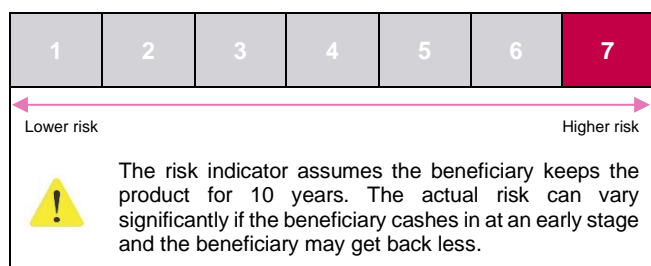 1 2 3 4 5 6 7
Lower risk Higher risk
The risk indicator assumes the beneficiary keeps the
product for 10 years. The actual risk can vary
significantly if the beneficiary cashes in at an early stage
and the beneficiary may get back less.